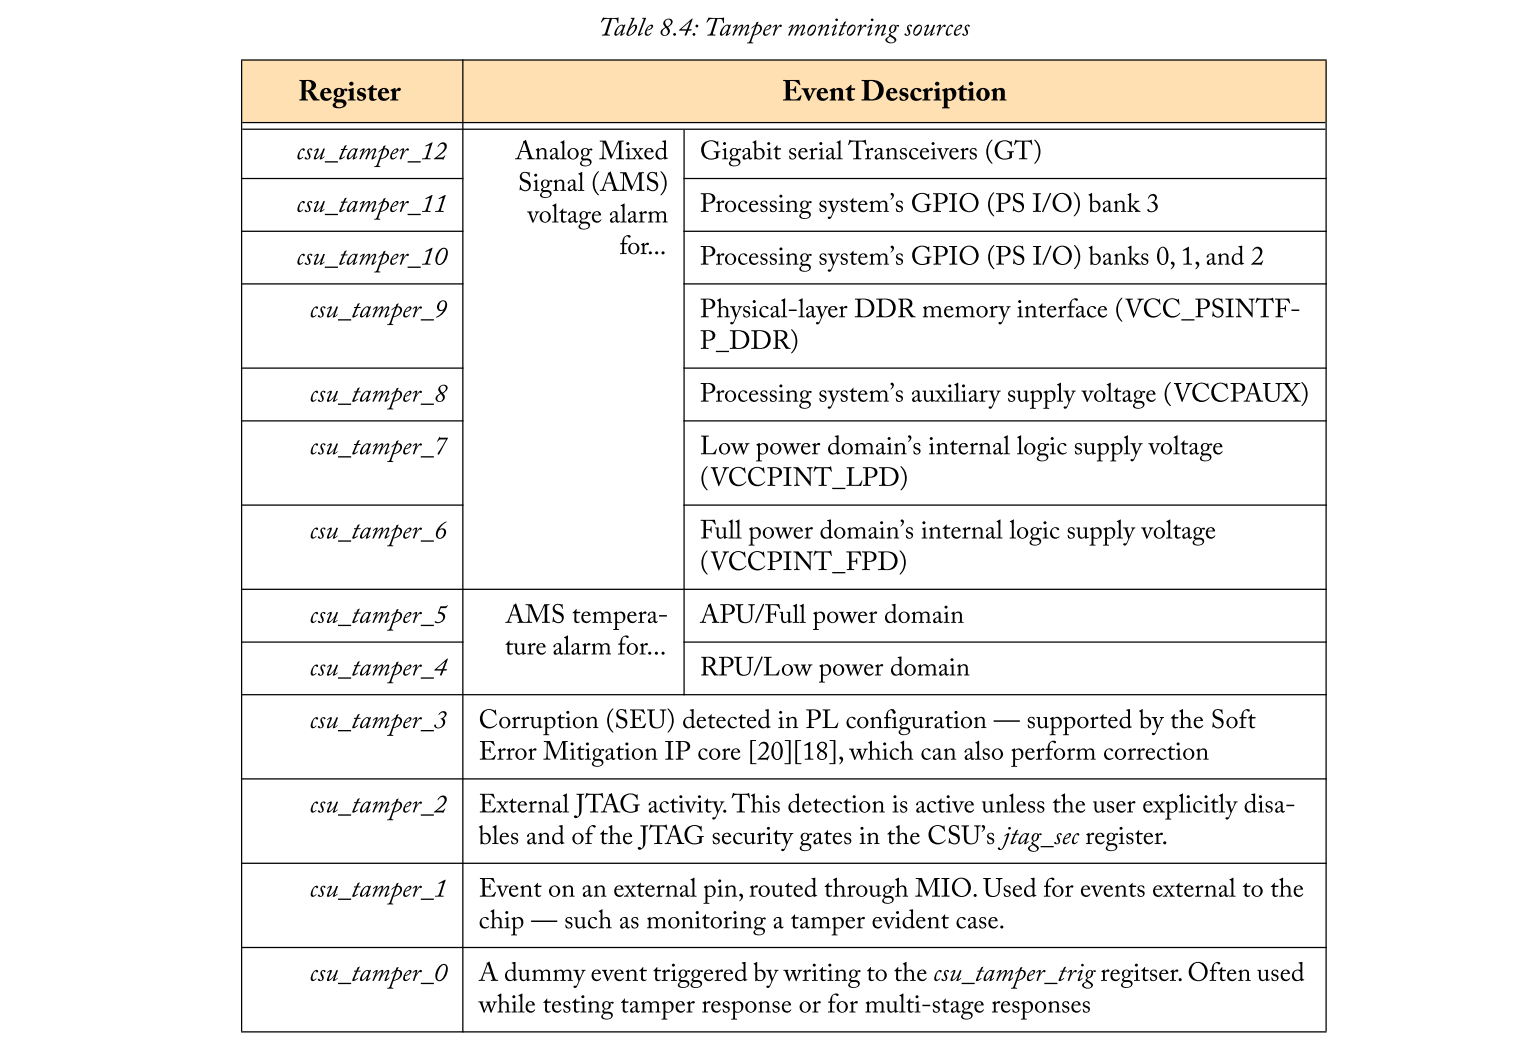 Table 8.4: Tamper monitoring sources
Register Event Description
csu_tamper_12 Analog Mixed Signal (AMS) voltage alarm for... Gigabit serial Transceivers (GT)
csu_tamper_11 Processing system’s GPIO (PS I/O) bank 3
csu_tamper_10 Processing system’s GPIO (PS I/O) banks 0, 1, and 2
csu_tamper_9 Physical-layer DDR memory interface (VCC_PSINTF-
P_DDR)
csu_tamper_8 Processing system’s auxiliary supply voltage (VCCPAUX)
csu_tamper_7 Low power domain’s internal logic supply voltage
(VCCPINT_LPD)
csu_tamper_6 Full power domain’s internal logic supply voltage
(VCCPINT_FPD)
csu_tamper_5 AMS tempera-
ture alarm for... APU/Full power domain
csu_tamper_4 RPU/Low power domain
csu_tamper_3 Corruption (SEU) detected in PL configuration — supported by the Soft
Error Mitigation IP core [20][18], which can also perform correction
csu_tamper_2 External JTAG activity. This detection is active unless the user explicitly disa-
bles and of the JTAG security gates in the CSU’s jtag_sec register.
csu_tamper_1 Event on an external pin, routed through MIO. Used for events external to the
chip — such as monitoring a tamper evident case.
csu_tamper_0 A dummy event triggered by writing to the csu_tamper_trig regitser. Often used
while testing tamper response or for multi-stage responses